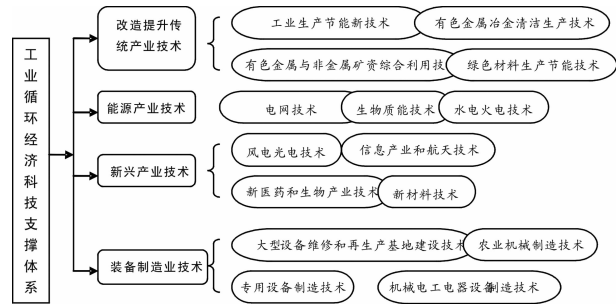 工业循环经济科技支撑体系
改造提升传
统产业技术
工业生产节能新技术
有色金属冶金清洁生产技术
有色金属与非金属矿资综合利用技
绿色材料生产节能技术
能源产业技术
电网技术
生物质能技术
水电火电技术
新兴产业技术
风电光电技术
信息产业和航天技术
新医药和生物产业技术
新材料技术
装备制造业技术
大型设备维修和再生产基地建设技术
农业机械制造技术
专用设备制造技术
机械电工电器设备制造技术